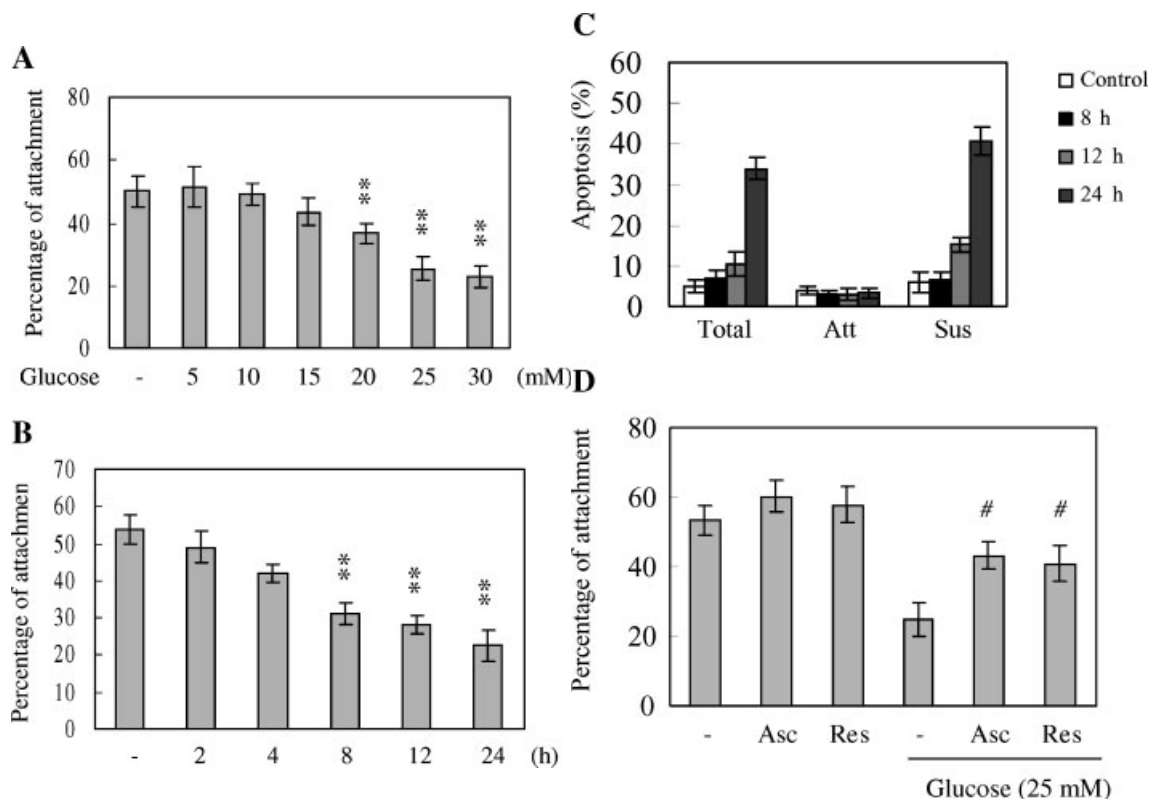 A
Percentage of attachment
80
60
40
20
0
** ** **
Glucose - 5 10 15 20 25 30 (mM)
B
Percentage of attachmen
70
60
50
40
30
20
10
0
** ** **
- 2 4 8 12 24 (h)
C
Apoptosis (%)
60
50
40
30
20
10
0
Total Att Sus
Control
8 h
12 h
24 h
D
Percentage of attachment
80
60
40
20
0
# #
- Asc Res - Asc Res
Glucose (25 mM)